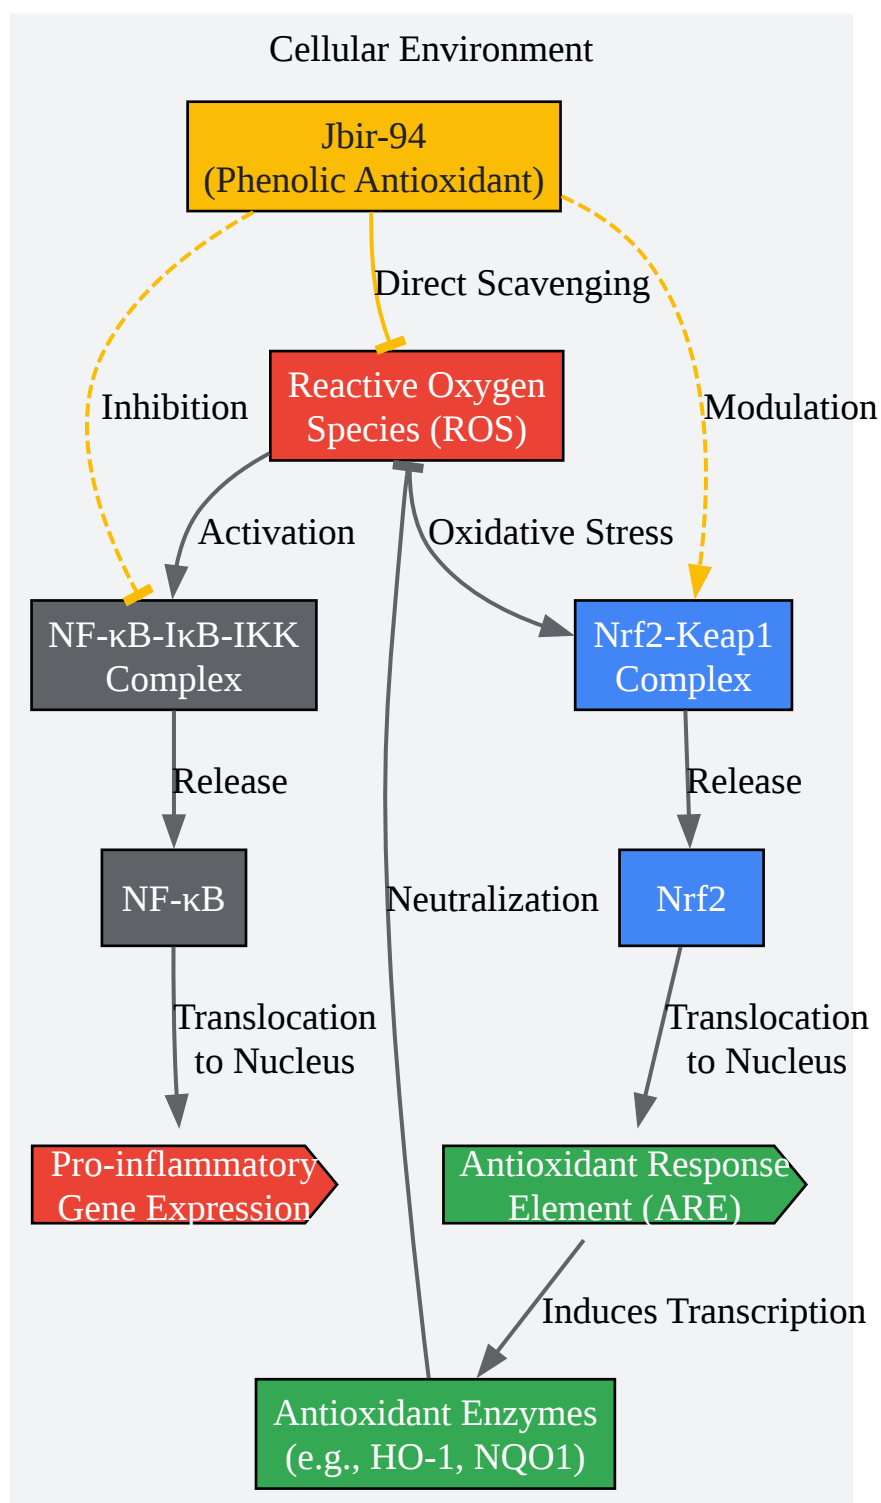 Cellular Environment
Jbir-94
(Phenolic Antioxidant)
Direct Scavenging
Reactive Oxygen
Species (ROS)
Inhibition
Modulation
Activation
Oxidative Stress
NF-κB-IκB-IKK
Complex
Nrf2-Keap1
Complex
Release
Release
NF-κB
Neutralization
Nrf2
Translocation
to Nucleus
Translocation
to Nucleus
Pro-inflammatory
Gene Expression
Antioxidant Response
Element (ARE)
Induces Transcription
Antioxidant Enzymes
(e.g., HO-1, NQO1)